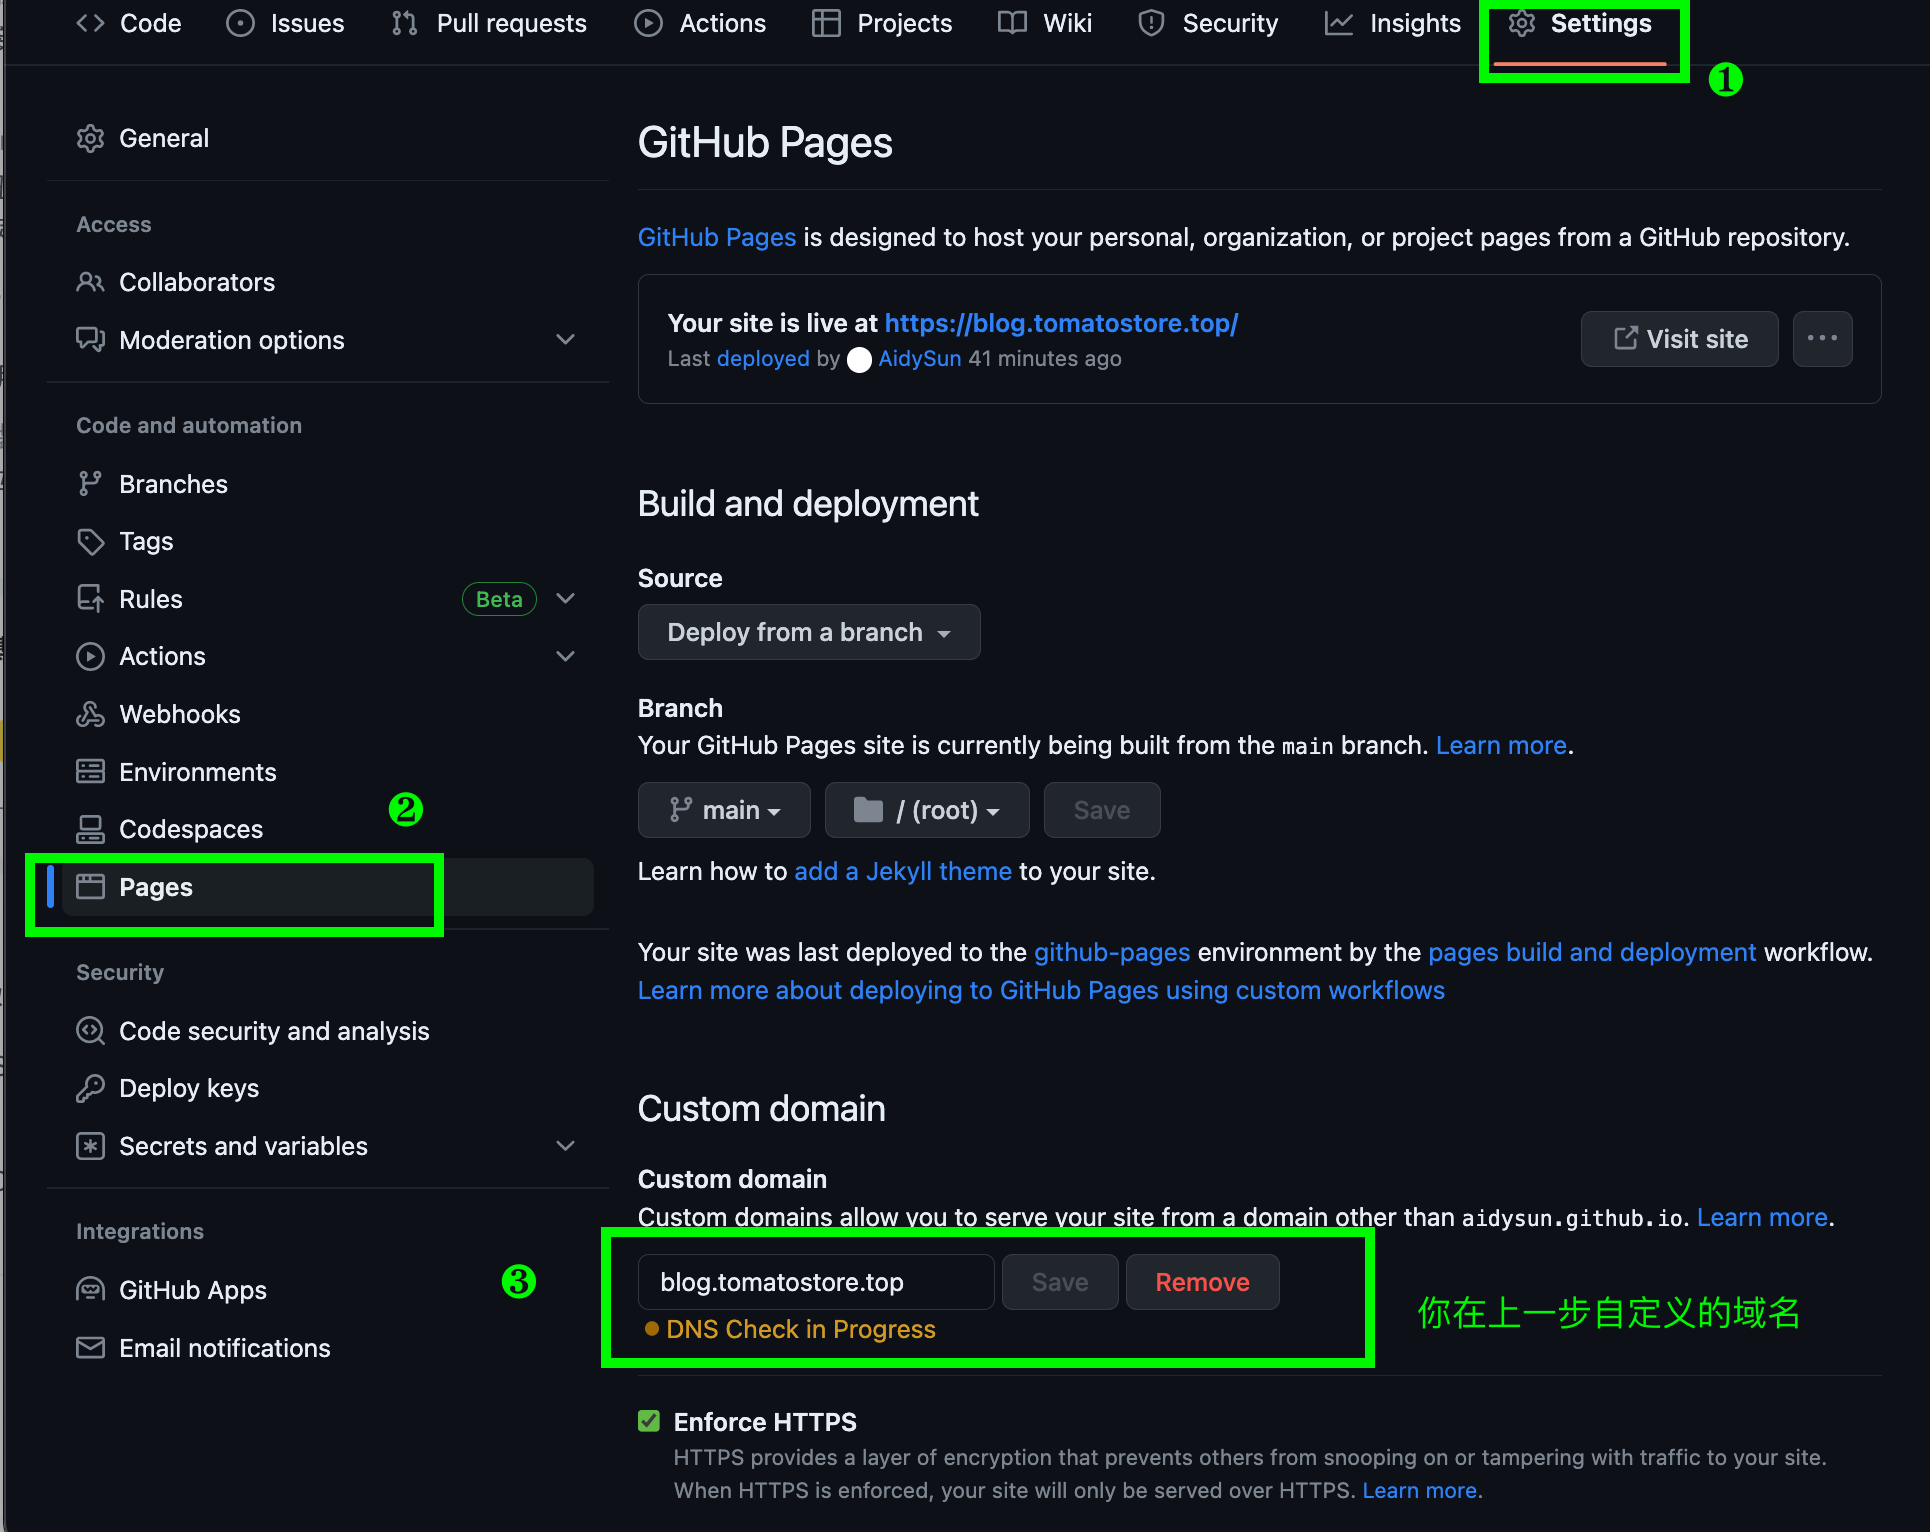 Code Issues Pull requests Actions Projects Wiki Security Insights Settings
❶
General
Access
Collaborators
Moderation options
Code and automation
Branches
Tags
Rules Beta
Actions
Webhooks
Environments
❷
Codespaces
Pages
Security
Code security and analysis
Deploy keys
Secrets and variables
Integrations
GitHub Apps
Email notifications
GitHub Pages
GitHub Pages is designed to host your personal, organization, or project pages from a GitHub repository.
Your site is live at https://blog.tomatostore.top/
Last deployed by AidySun 41 minutes ago
Visit site
Build and deployment
Source
Deploy from a branch
Branch
Your GitHub Pages site is currently being built from the main branch. Learn more.
main / (root) Save
Learn how to add a Jekyll theme to your site.
Your site was last deployed to the github-pages environment by the pages build and deployment workflow.
Learn more about deploying to GitHub Pages using custom workflows
Custom domain
Custom domain
Custom domains allow you to serve your site from a domain other than aidysun.github.io. Learn more.
❸
blog.tomatostore.top Save Remove
DNS Check in Progress
你在上一步自定义的域名
Enforce HTTPS
HTTPS provides a layer of encryption that prevents others from snooping on or tampering with traffic to your site.
When HTTPS is enforced, your site will only be served over HTTPS. Learn more.